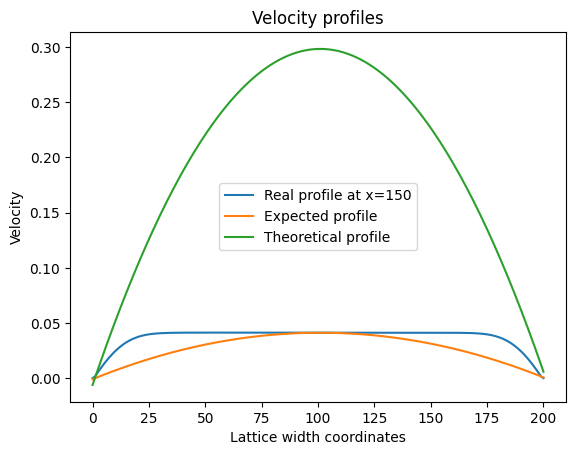 Velocity profiles
Velocity
0.30
0.25
0.20
0.15
0.10
0.05
0.00
Real profile at x=150
Expected profile
Theoretical profile
0 25 50 75 100 125 150 175 200
Lattice width coordinates